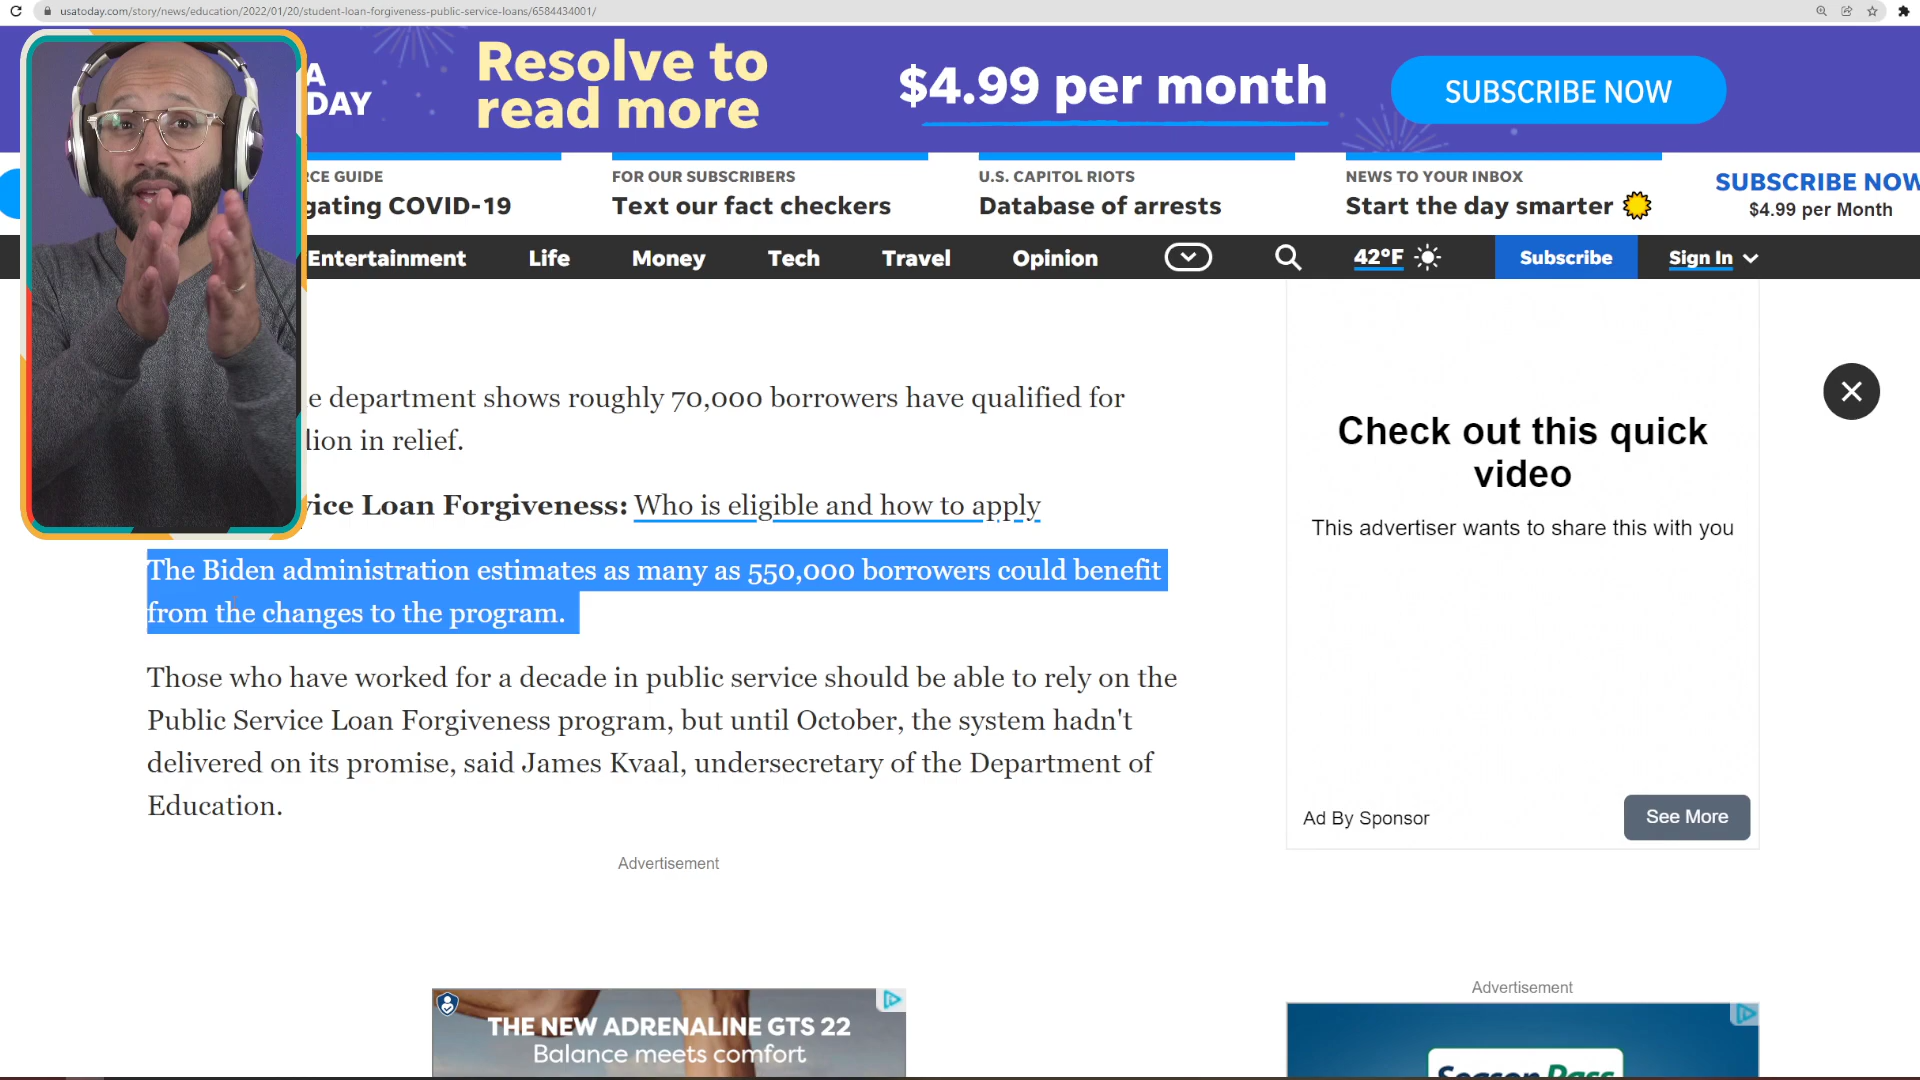 usatoday.com/story/news/education/2022/01/20/student-loan-forgiveness-public-service-loans/6584434001/
A
DAY
Resolve to
read more
$4.99 per month
SUBSCRIBE NOW
CE GUIDE
gating COVID-19
FOR OUR SUBSCRIBERS
Text our fact checkers
U.S. CAPITOL RIOTS
Database of arrests
NEWS TO YOUR INBOX
Start the day smarter
SUBSCRIBE NOW
$4.99 per Month
Entertainment
Life
Money
Tech
Travel
Opinion
42°F
Subscribe
Sign In
e department shows roughly 70,000 borrowers have qualified for
lion in relief.
vice Loan Forgiveness: Who is eligible and how to apply
The Biden administration estimates as many as 550,000 borrowers could benefit
from the changes to the program.
Those who have worked for a decade in public service should be able to rely on the
Public Service Loan Forgiveness program, but until October, the system hadn't
delivered on its promise, said James Kvaal, undersecretary of the Department of
Education.
Check out this quick
video
This advertiser wants to share this with you
Ad By Sponsor
See More
Advertisement
THE NEW ADRENALINE GTS 22
Balance meets comfort
Advertisement
Season Pass